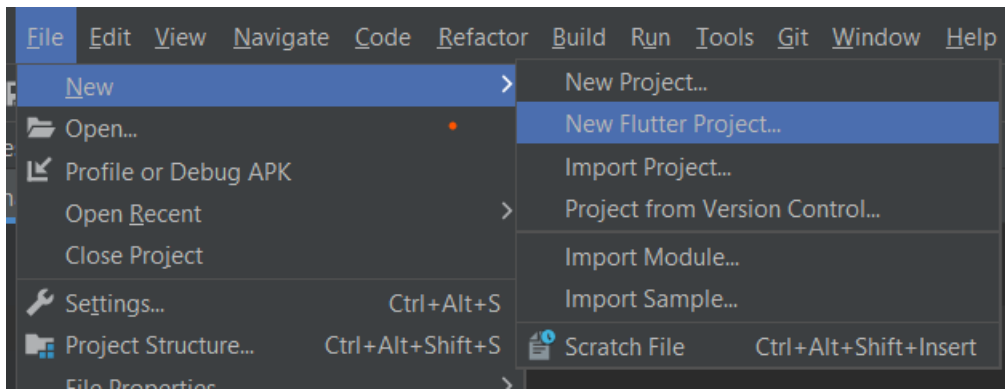 File Edit View Navigate Code Refactor Build Run Tools Git Window Help
New
Open...
Profile or Debug APK
Open Recent
Close Project
Settings... Ctrl+Alt+S
Project Structure... Ctrl+Alt+Shift+S
File Properties
New Project...
New Flutter Project...
Import Project...
Project from Version Control...
Import Module...
Import Sample...
Scratch File Ctrl+Alt+Shift+Insert